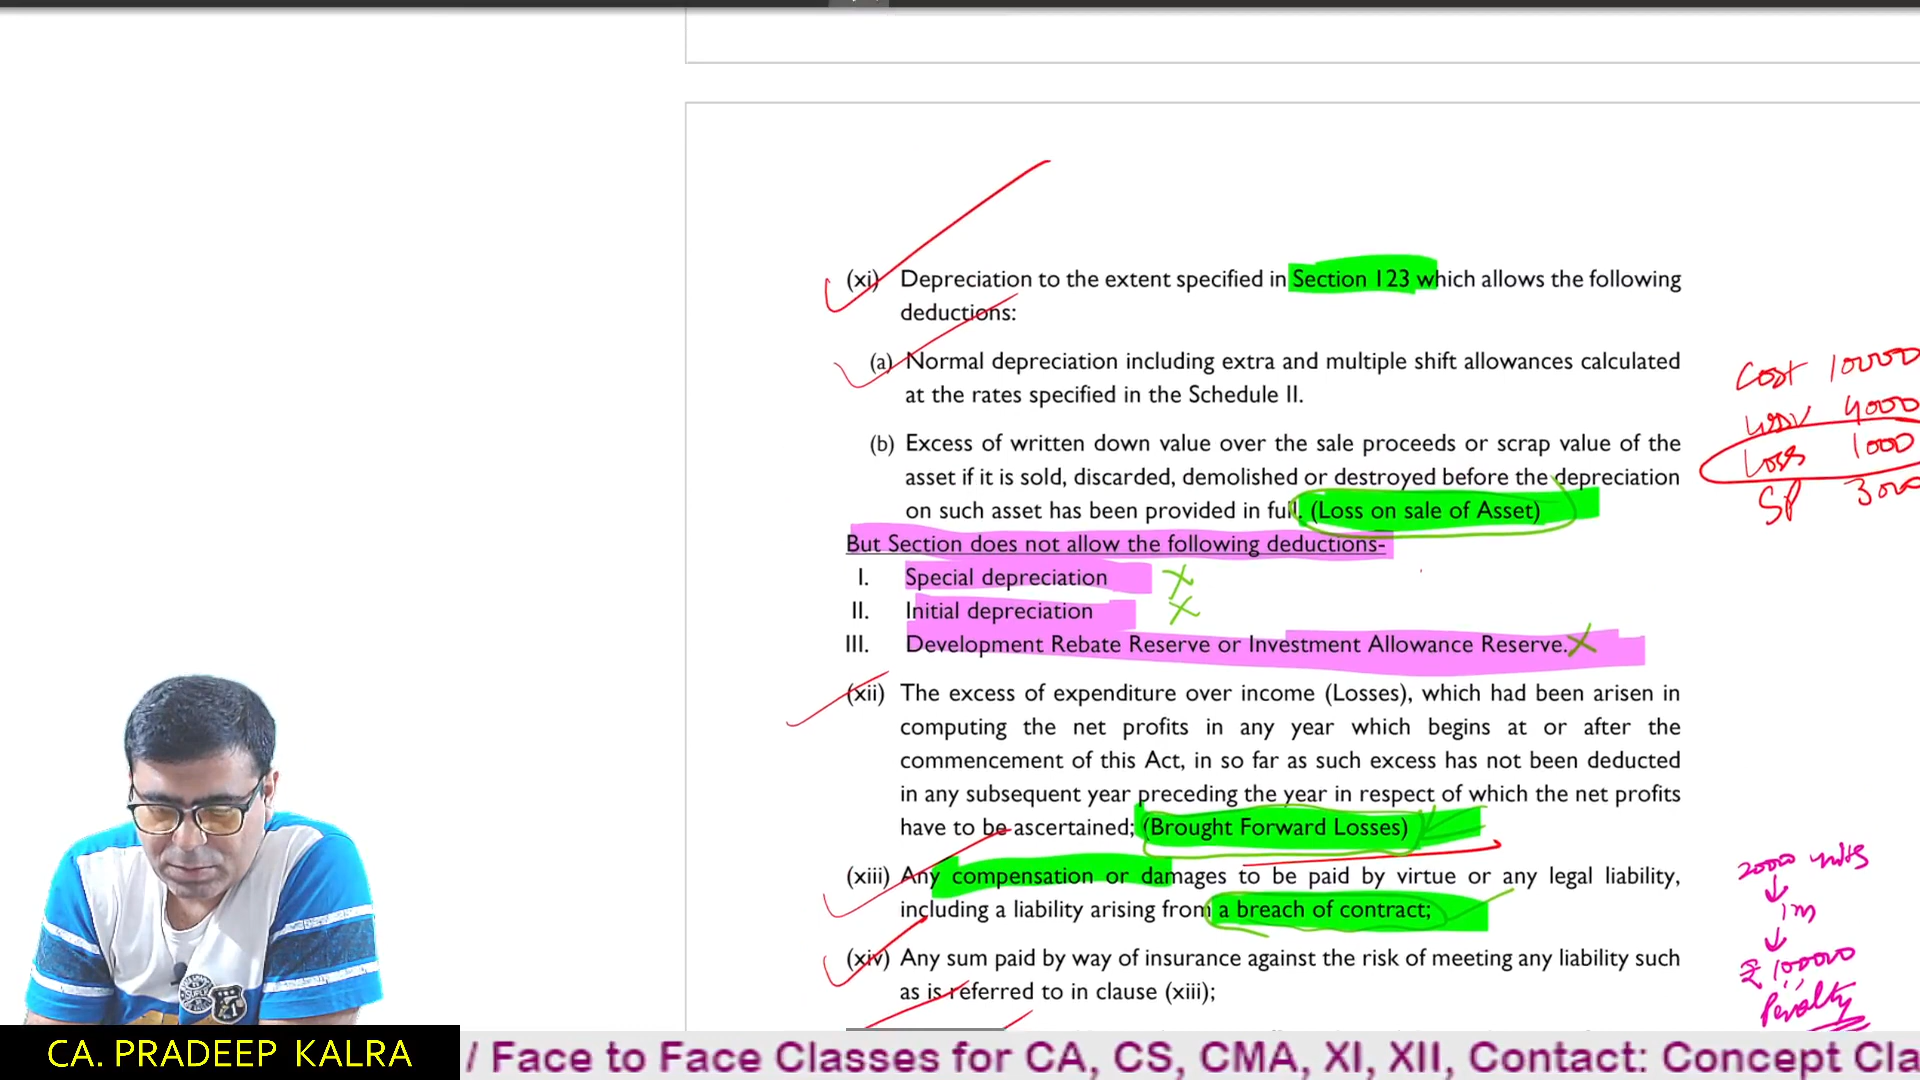 (xi) Depreciation to the extent specified in Section 123 which allows the following
deductions:
(a) Normal depreciation including extra and multiple shift allowances calculated
at the rates specified in the Schedule II.
(b) Excess of written down value over the sale proceeds or scrap value of the
asset if it is sold, discarded, demolished or destroyed before the depreciation
on such asset has been provided in full. (Loss on sale of Asset)
Cost 10000
WDV 4000
Loss 1000
SP 3000
But Section does not allow the following deductions-
I. Special depreciation
II. Initial depreciation
III. Development Rebate Reserve or Investment Allowance Reserve.
(xii) The excess of expenditure over income (Losses), which had been arisen in
computing the net profits in any year which begins at or after the
commencement of this Act, in so far as such excess has not been deducted
in any subsequent year preceding the year in respect of which the net profits
have to be ascertained; (Brought Forward Losses)
(xiii) Any compensation or damages to be paid by virtue or any legal liability,
including a liability arising from a breach of contract;
2000 units
1m
₹ 100000
Penalty
(xiv) Any sum paid by way of insurance against the risk of meeting any liability such
as is referred to in clause (xiii);
CA. PRADEEP KALRA
/ Face to Face Classes for CA, CS, CMA, XI, XII, Contact: Concept Cla